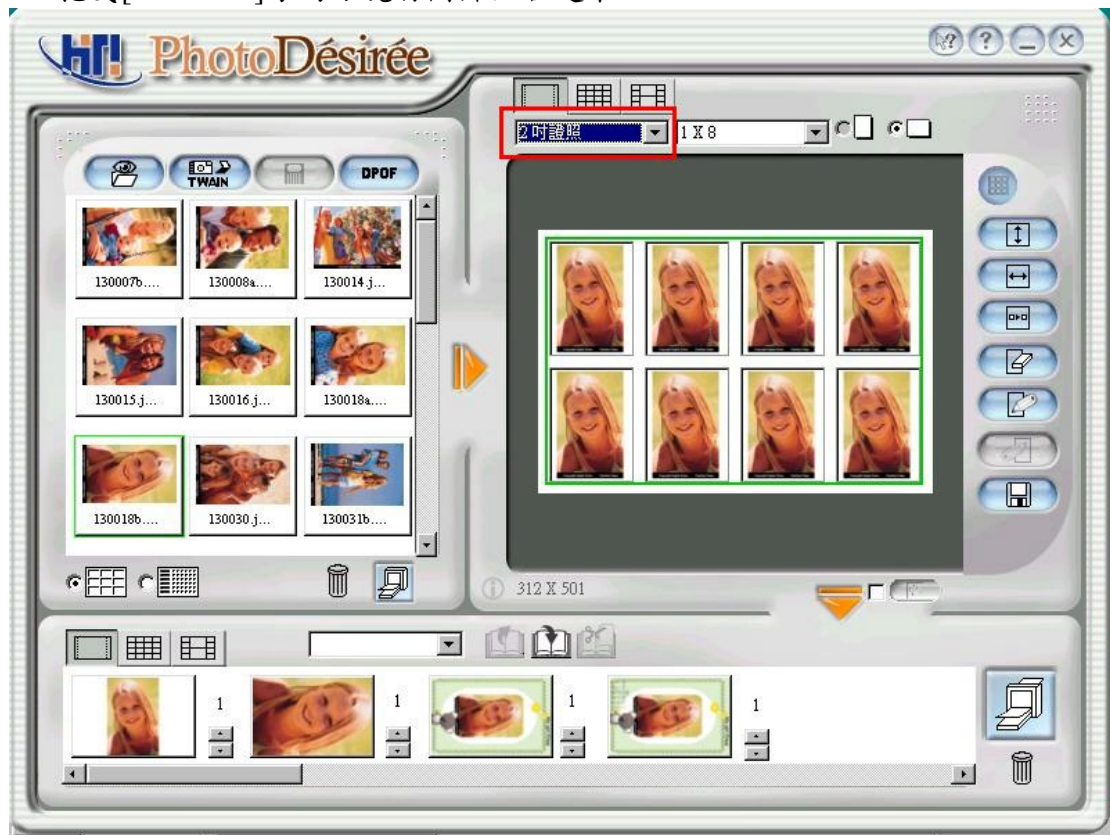 hiTi PhotoDésirée
2吋證照
1 X 8
TWAIN
DPOF
130007b....
130008a....
130014.j...
130015.j...
130016.j...
130018a....
130018b....
130030.j...
130031b....
312 X 501
1
1
1
1